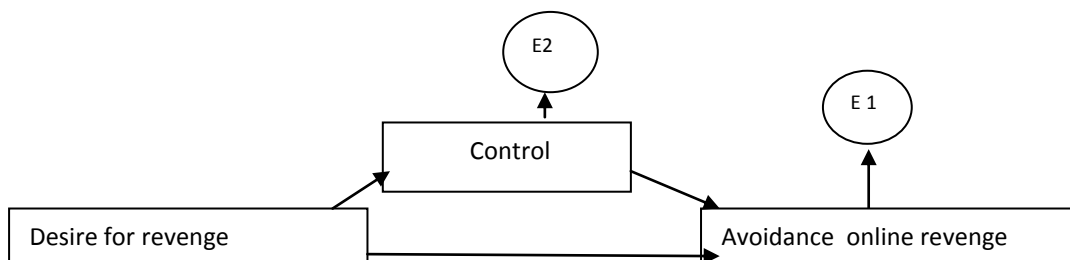 E2
E 1
Control
Desire for revenge
Avoidance online revenge